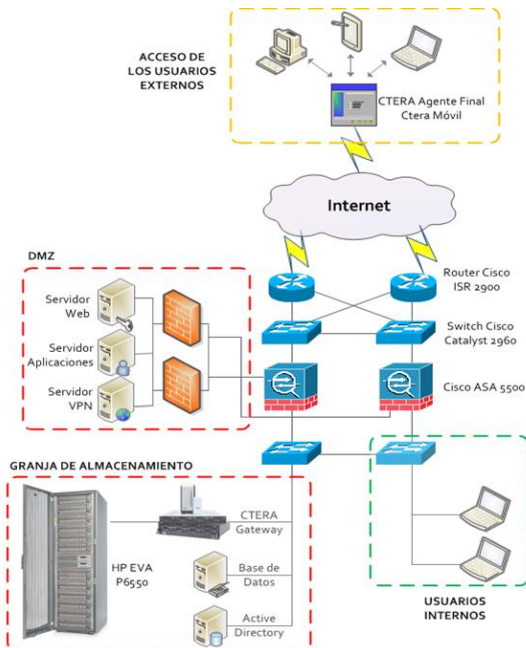 ACCESO DE
LOS USUARIOS
EXTERNOS
CTERA Agente Final
Ctera Móvil
Internet
DMZ
Router Cisco
ISR 2900
Servidor
Web
Switch Cisco
Catalyst 2960
Servidor
Aplicaciones
Cisco ASA 5500
Servidor
VPN
GRANJA DE ALMACENAMIENTO
CTERA
Gateway
HP EVA
P6550
Base de
Datos
Active
Directory
USUARIOS
INTERNOS